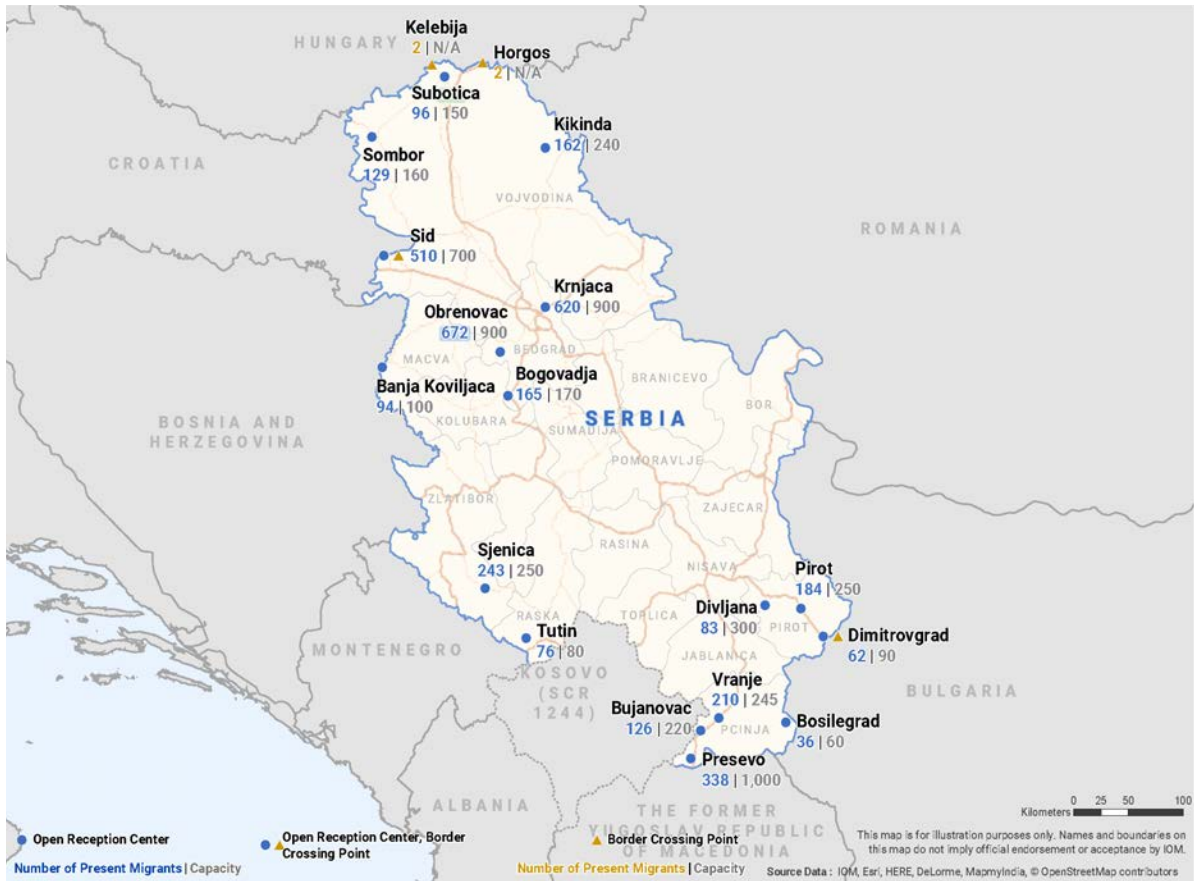 Kelebija
HUNGARY
2 | N/A
Horgos
2 | N/A
Subotica
96 | 150
Kikinda
162 | 240
Sombor
129 | 160
CROATIA
VOJVODINA
ROMANIA
Sid
510 | 700
Krnjaca
620 | 900
Obrenovac
672 | 900
BEOGRAD
MACVA
Bogovadja
165 | 170
BRANICEVO
Banja Koviljaca
94 | 100
BOR
BOSNIA AND
HERZEGOVINA
KOLUBARA
SERBIA
SUMADIJA
POMORAVLJE
ZLATIBOR
ZAJECAR
RASINA
Sjenica
243 | 250
NISAVA
Pirot
184 | 250
RASKA
TOPLICA
Divljana
83 | 300
PIROT
Tutin
76 | 80
Dimitrovgrad
62 | 90
MONTENEGRO
JABLANICA
KOSOVO
(SCR
1244)
Vranje
210 | 245
BULGARIA
Bujanovac
126 | 220
PCINJA
Bosilegrad
36 | 60
Presevo
338 | 1,000
ALBANIA
THE FORMER
YUGOSLAV REPUBLIC
OF MACEDONIA
Kilometers 0 25 50 100
Open Reception Center
Open Reception Center, Border
Crossing Point
Border Crossing Point
Number of Present Migrants | Capacity
Number of Present Migrants | Capacity
This map is for illustration purposes only. Names and boundaries on
this map do not imply official endorsement or acceptance by IOM.
Source Data : IOM, Esri, HERE, DeLorme, MapmyIndia, © OpenStreetMap contributors